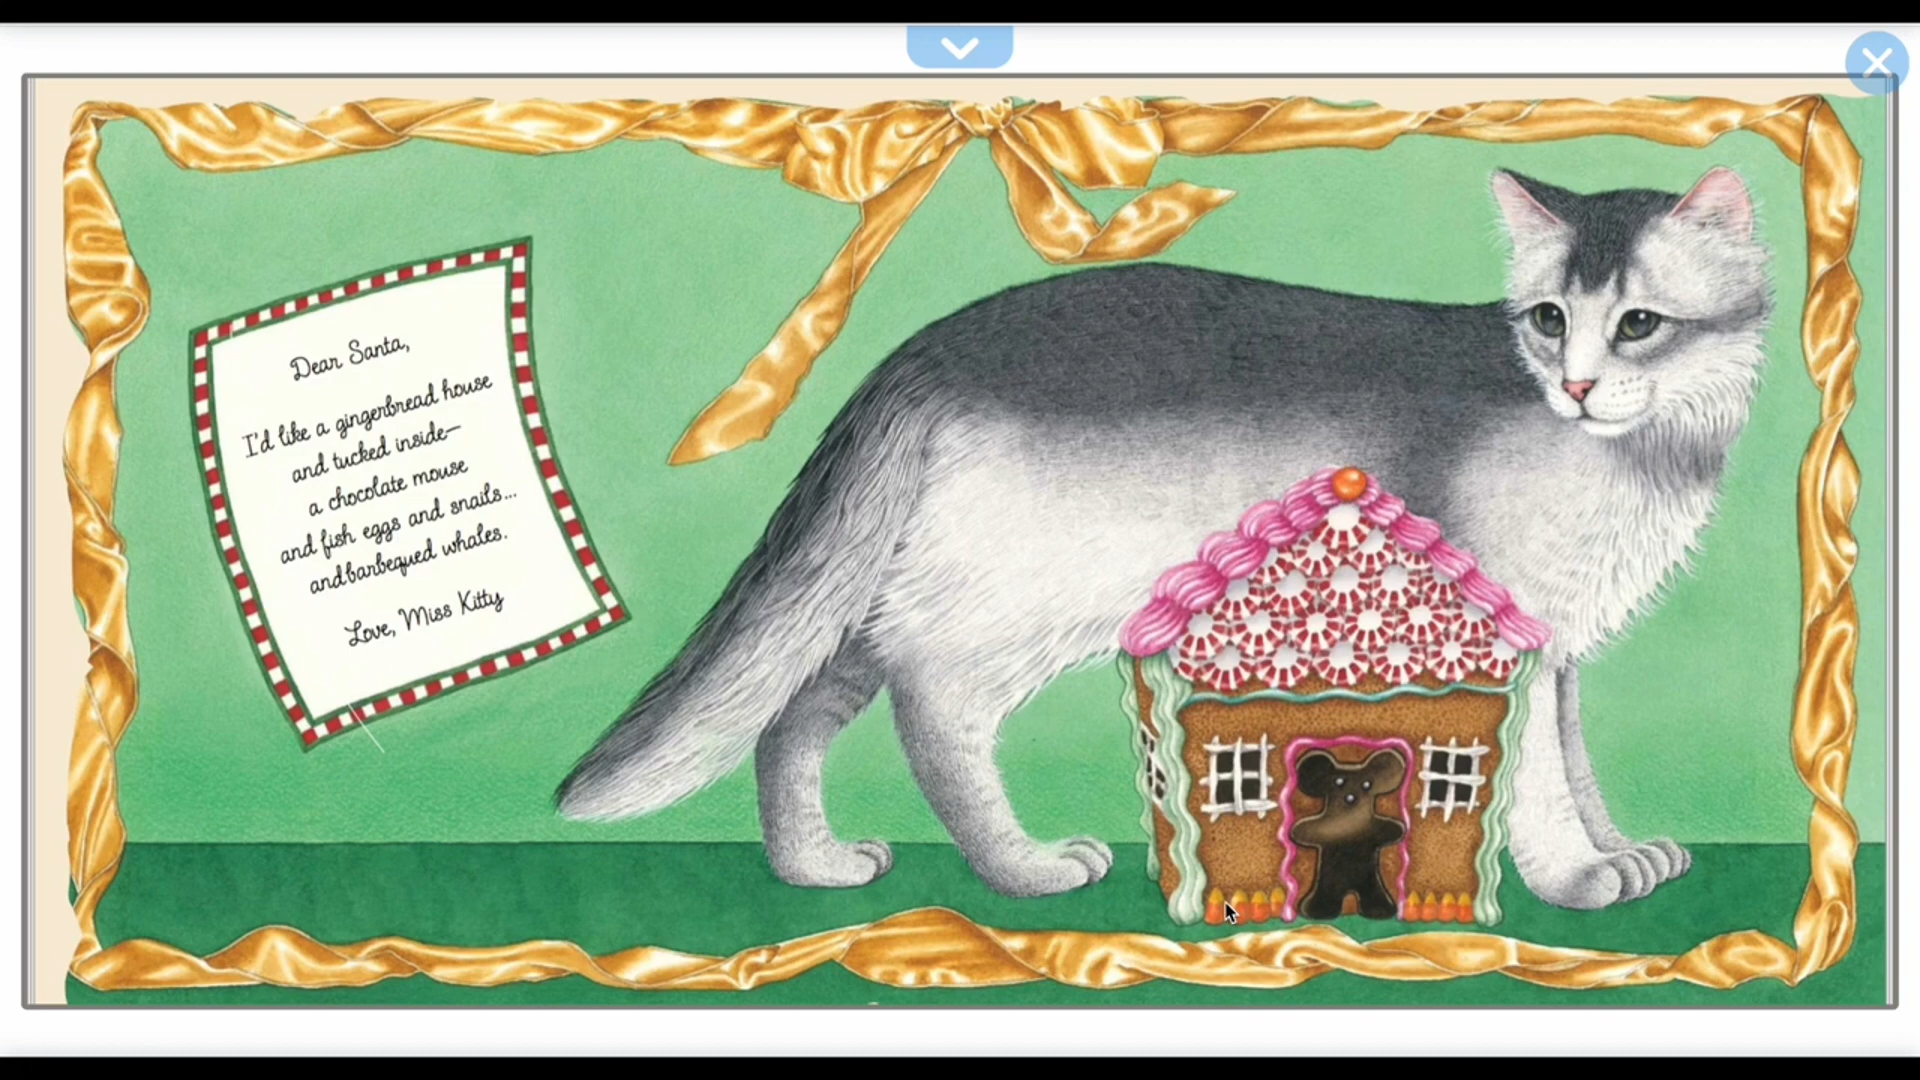 Dear Santa,
I'd like a gingerbread house
and tucked inside—
a chocolate mouse
and fish eggs and snails...
and barbequed whales.
Love, Miss Kitty